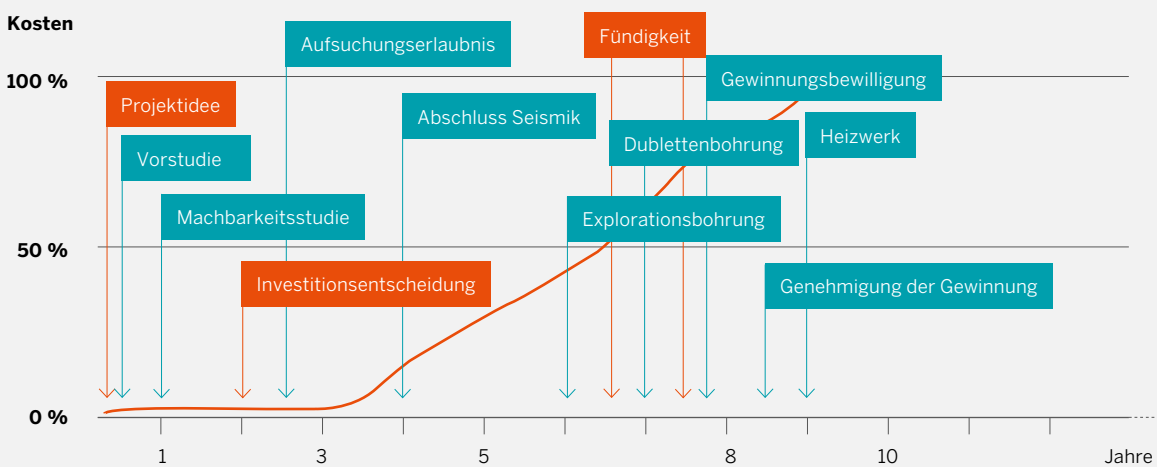 Kosten
Fündigkeit
Aufsuchungserlaubnis
100 %
Gewinnungsbewilligung
Projektidee
Abschluss Seismik
Heizwerk
Dublettenbohrung
Vorstudie
Machbarkeitsstudie
Explorationsbohrung
50 %
Investitionsentscheidung
Genehmigung der Gewinnung
0 %
1
3
5
8
10
Jahre